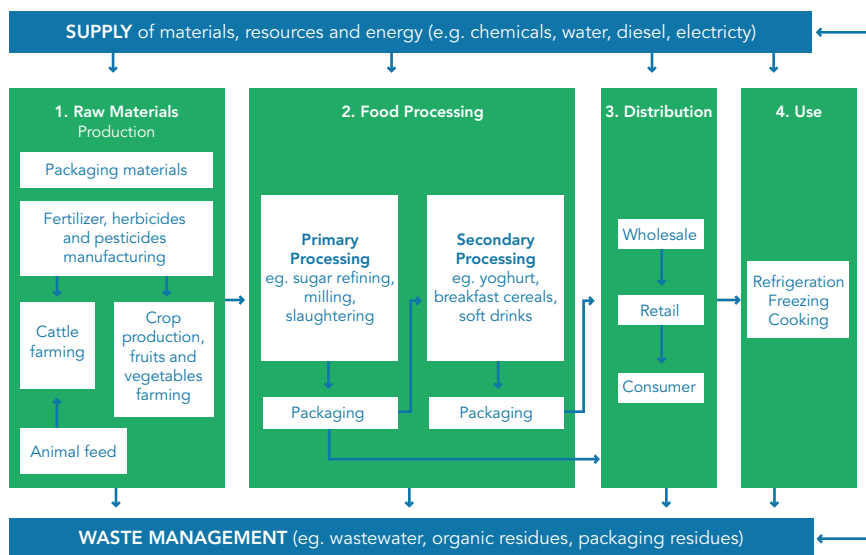 SUPPLY of materials, resources and energy (e.g. chemicals, water, diesel, electricty)
1. Raw Materials
Production
Packaging materials
Fertilizer, herbicides
and pesticides
manufacturing
Cattle
farming
Crop
production,
fruits and
vegetables
farming
Animal feed
2. Food Processing
Primary
Processing
eg. sugar refining,
milling,
slaughtering
Packaging
Secondary
Processing
eg. yoghurt,
breakfast cereals,
soft drinks
Packaging
3. Distribution
Wholesale
Retail
Consumer
4. Use
Refrigeration
Freezing
Cooking
WASTE MANAGEMENT (eg. wastewater, organic residues, packaging residues)